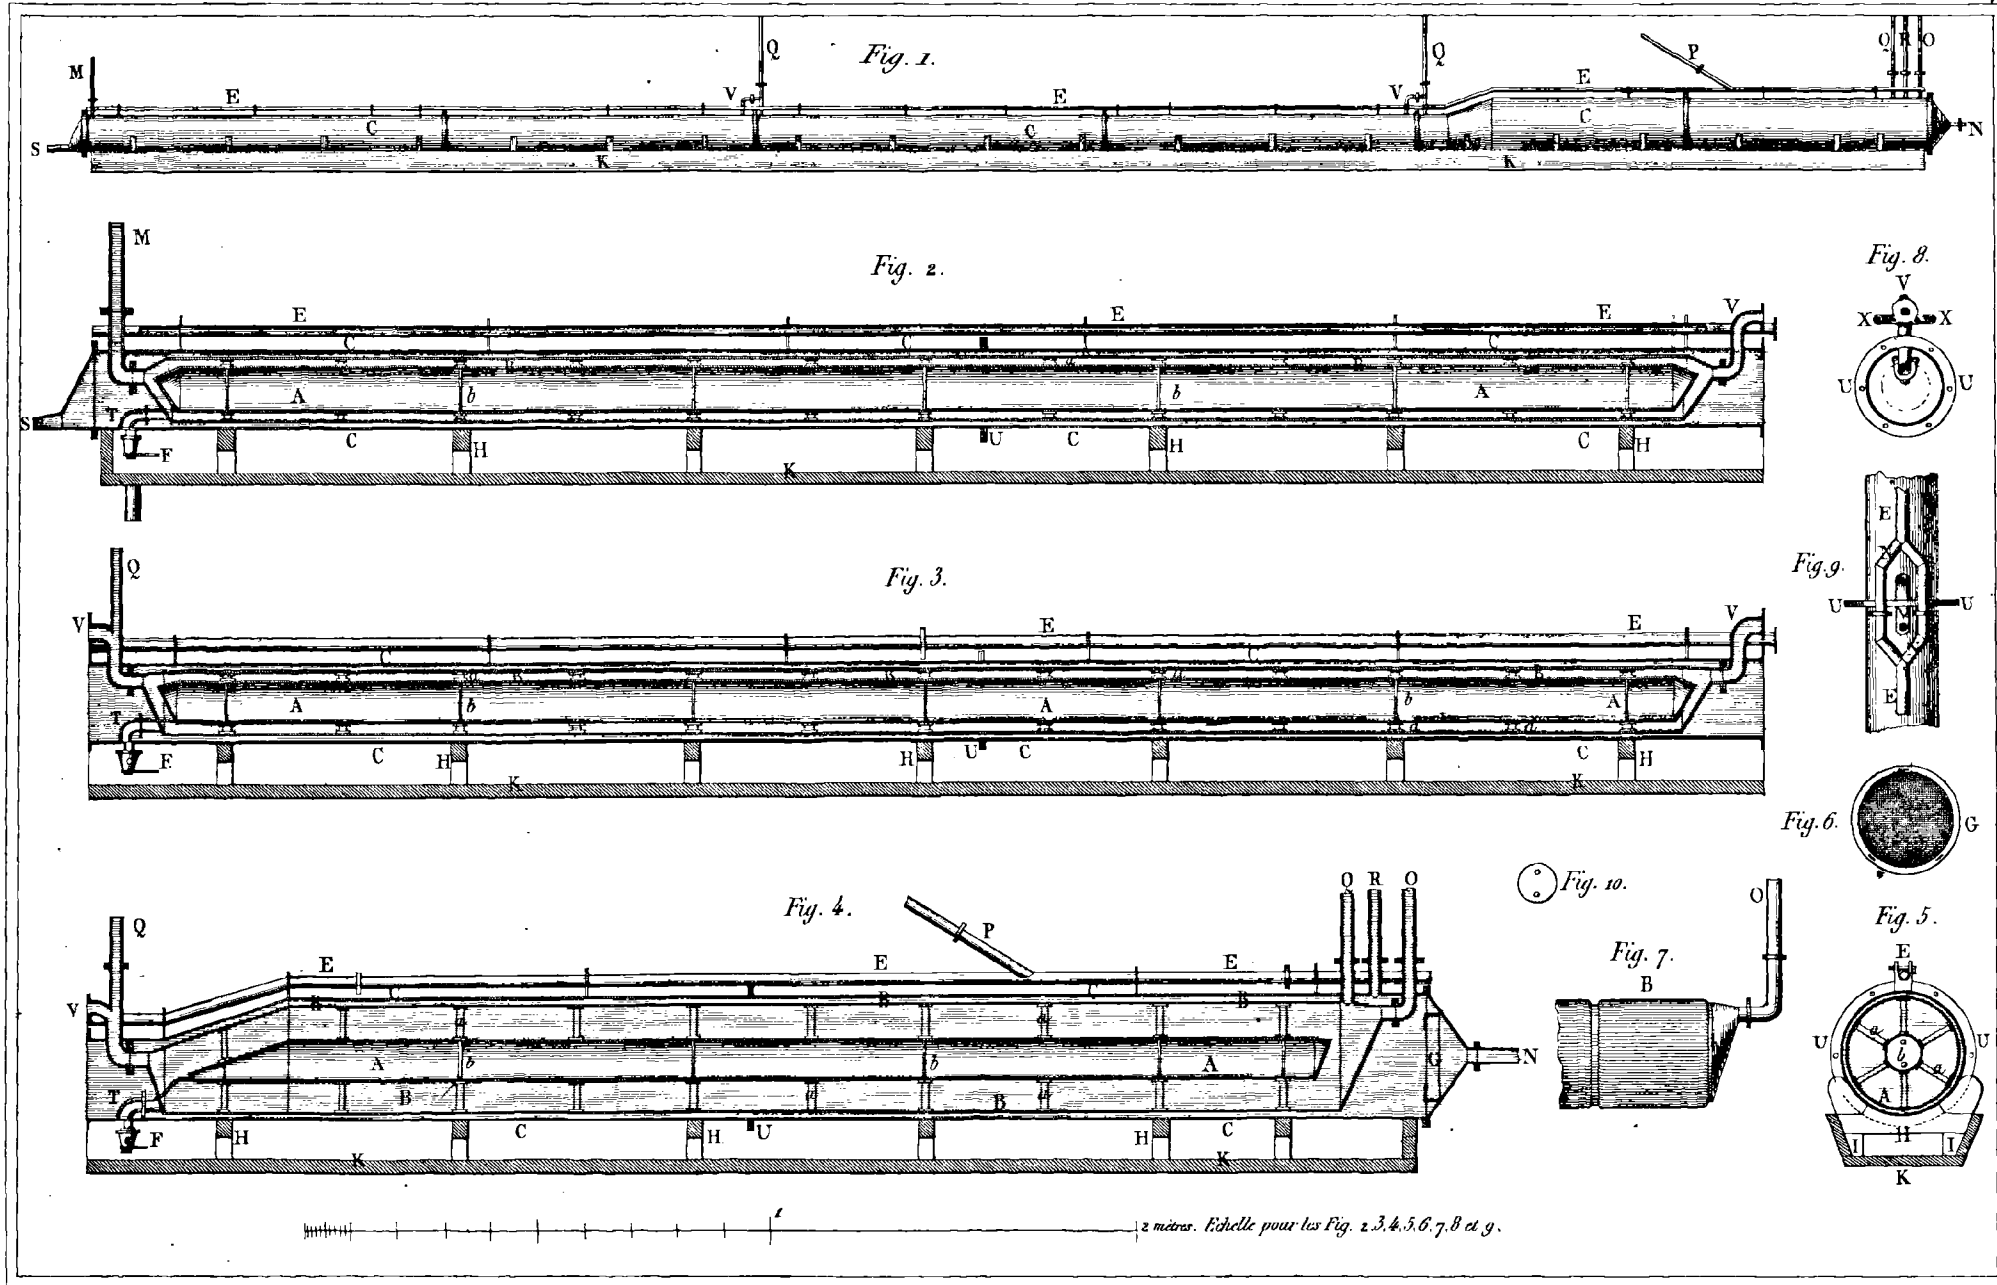 Fig. 1.
M E V Q E V Q E P Q R O
S C C C N
K K
Fig. 2.
M E E E V
C C C
B a B
A b b A
T
S F C H U C H C H
K
Fig. 8.
V
X X
U U
Fig. 3.
Q
V E E V
C C
a B B a B
A b A b A
T a a
F C H H U C C H
K K
Fig. 9.
E
X
U M U
E
Fig. 6. G
Fig. 4.
Q P Q R O
V E E E
C C
B B B
a a
A b b A G N
T B a a B
F H C H U H C
K K
Fig. 10.
Fig. 7.
O
B
Fig. 5.
E
U a b a U
A
H
I I
K
1
2 mètres. Echelle pour les Fig. 2.3.4.5.6.7.8 et 9.